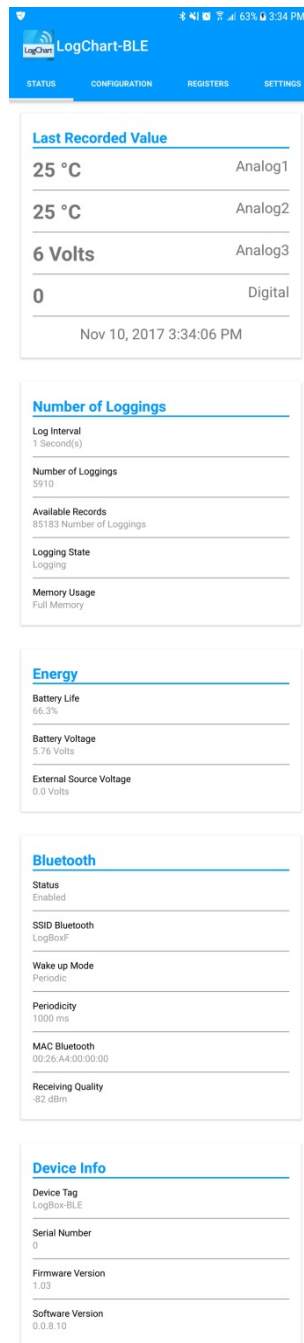 63% 3:34 PM
LogChart LogChart-BLE
STATUS CONFIGURATION REGISTERS SETTINGS
Last Recorded Value
25 °C Analog1
25 °C Analog2
6 Volts Analog3
0 Digital
Nov 10, 2017 3:34:06 PM
Number of Loggings
Log Interval
1 Second(s)
Number of Loggings
5910
Available Records
85183 Number of Loggings
Logging State
Logging
Memory Usage
Full Memory
Energy
Battery Life
66.3%
Battery Voltage
5.76 Volts
External Source Voltage
0.0 Volts
Bluetooth
Status
Enabled
SSID Bluetooth
LogBoxF
Wake up Mode
Periodic
Periodicity
1000 ms
MAC Bluetooth
00:26:A4:00:00:00
Receiving Quality
-82 dBm
Device Info
Device Tag
LogBox-BLE
Serial Number
0
Firmware Version
1.03
Software Version
0.0.8.10